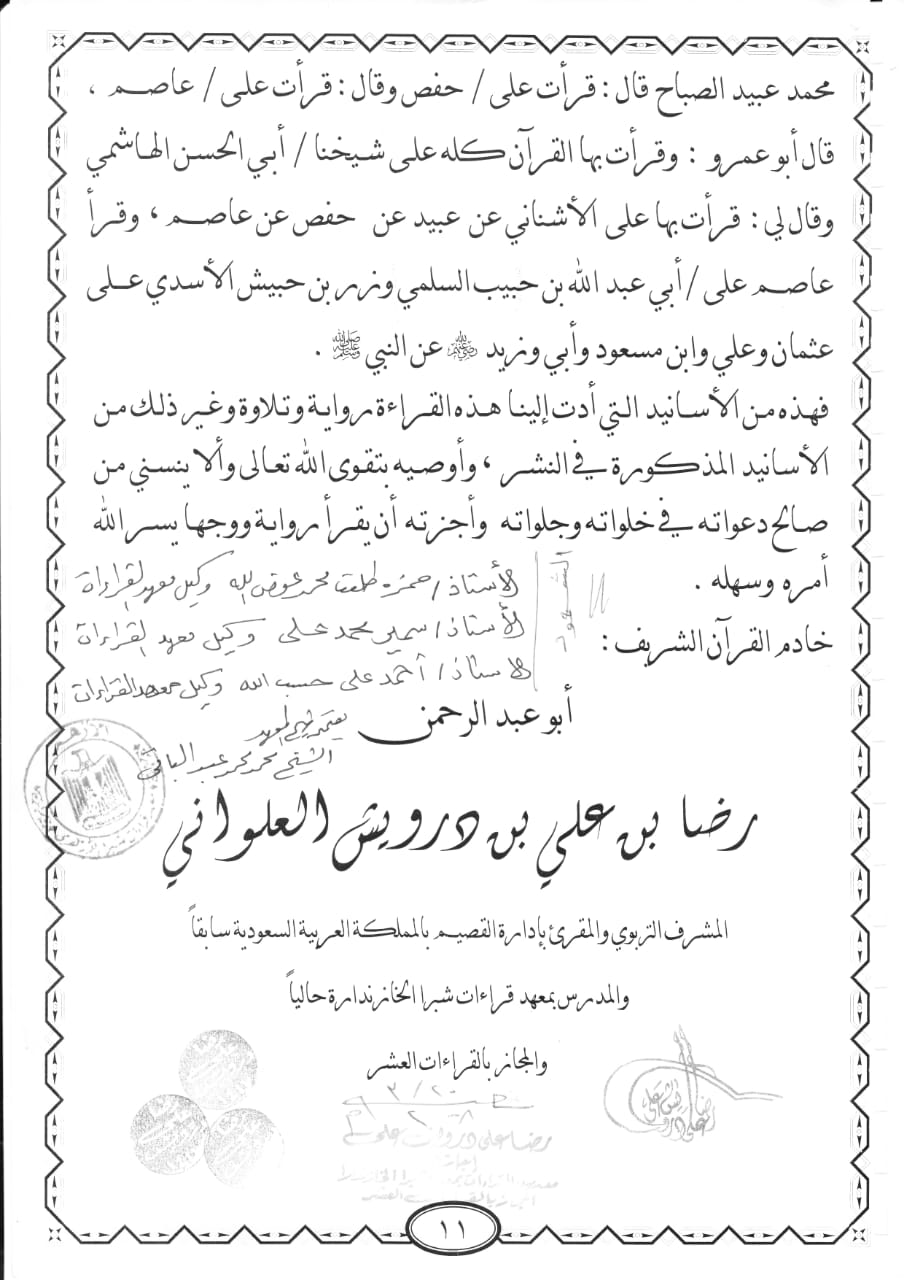 محمد عبيد الصباح قال : قرأت على / حفص وقال : قرأت على / عاصم ،
قال أبو عمرو : وقرأت بها القرآن كله على شيخنا / أبي الحسن الهاشمي
وقال لي : قرأت بها على الأشناني عن عبيد عن حفص عن عاصم ، وقرأ
عاصم على / أبي عبد الله بن حبيب السلمي وزر بن حبيش الأسدي على
عثمان وعلي وابن مسعود وأبي وزيد ﵁ عن النبي ﷺ .
فهذه من الأسانيد التي أدت إلينا هذه القراءة رواية وتلاوة وغير ذلك من
الأسانيد المذكورة في النشر ، وأوصيه بتقوى الله تعالى وألا ينسني من
صالح دعواته في خلواته وجلواته وأجزته أن يقرأ رواية ووجها يسر الله
أمره وسهله .
الشهود
الأستاذ / حمزه طلعت محمد عوض الله وكيل معهد القراءات
الأستاذ / سمير محمد على وكيل معهد القراءات
الأستاذ / أحمد على حسب الله وكيل معهد القراءات
خادم القرآن الشريف :
أبو عبد الرحمن
يعتمد شيخ المعهد
الشيخ محمد محمد عبد الباقي
رضا بن علي بن درويش العلواني
المشرف التربوي والمقرئ بإدارة القصيم بالمملكة العربية السعودية سابقاً
والمدرس بمعهد قراءات شبرا الخازندارة حالياً
والمجاز بالقراءات العشر
رضا على درويش
١١